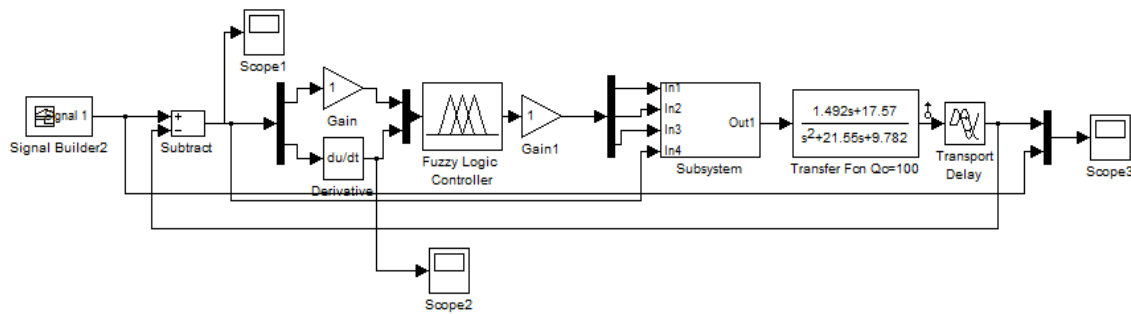 Scope1
Signal 1
Signal Builder2
+
−
Subtract
1
Gain
du/dt
Derivative
Fuzzy Logic
Controller
1
Gain1
In1
In2
In3
In4
Out1
Subsystem
1.492s+17.57
s2+21.55s+9.782
Transfer Fcn Qc=100
Transport
Delay
Scope3
Scope2